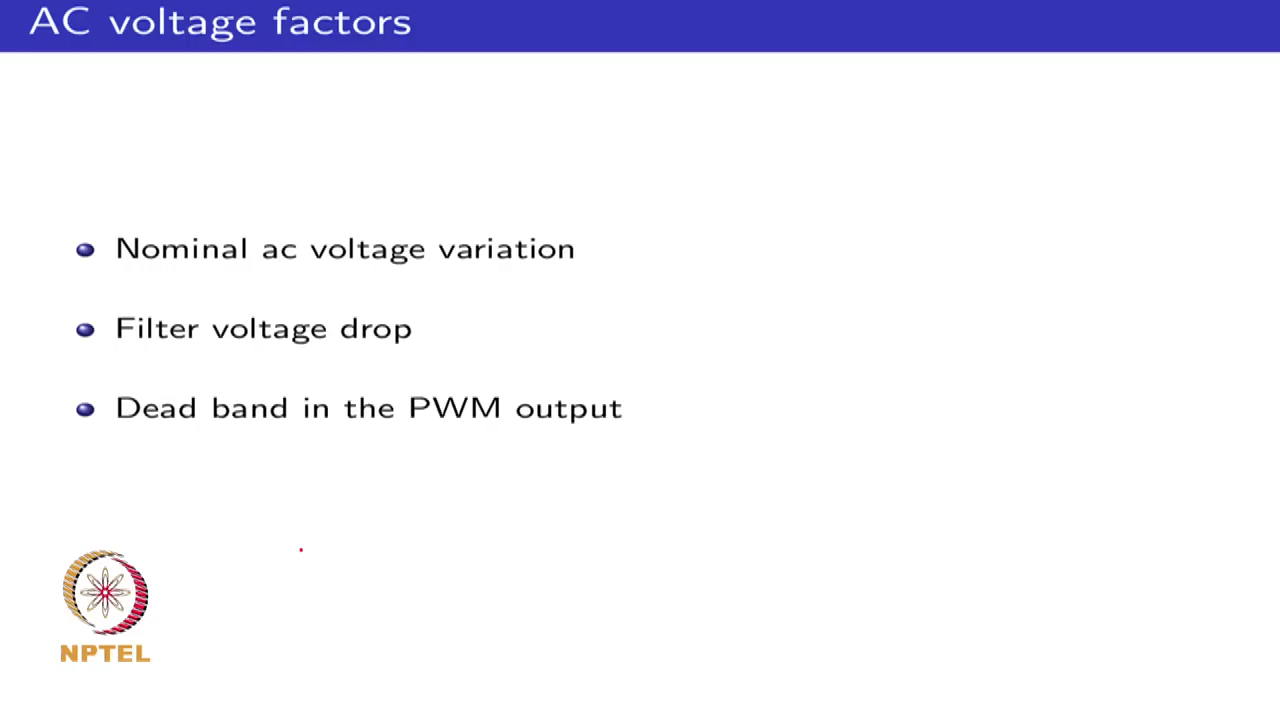 AC voltage factors
Nominal ac voltage variation
Filter voltage drop
Dead band in the PWM output
NPTEL